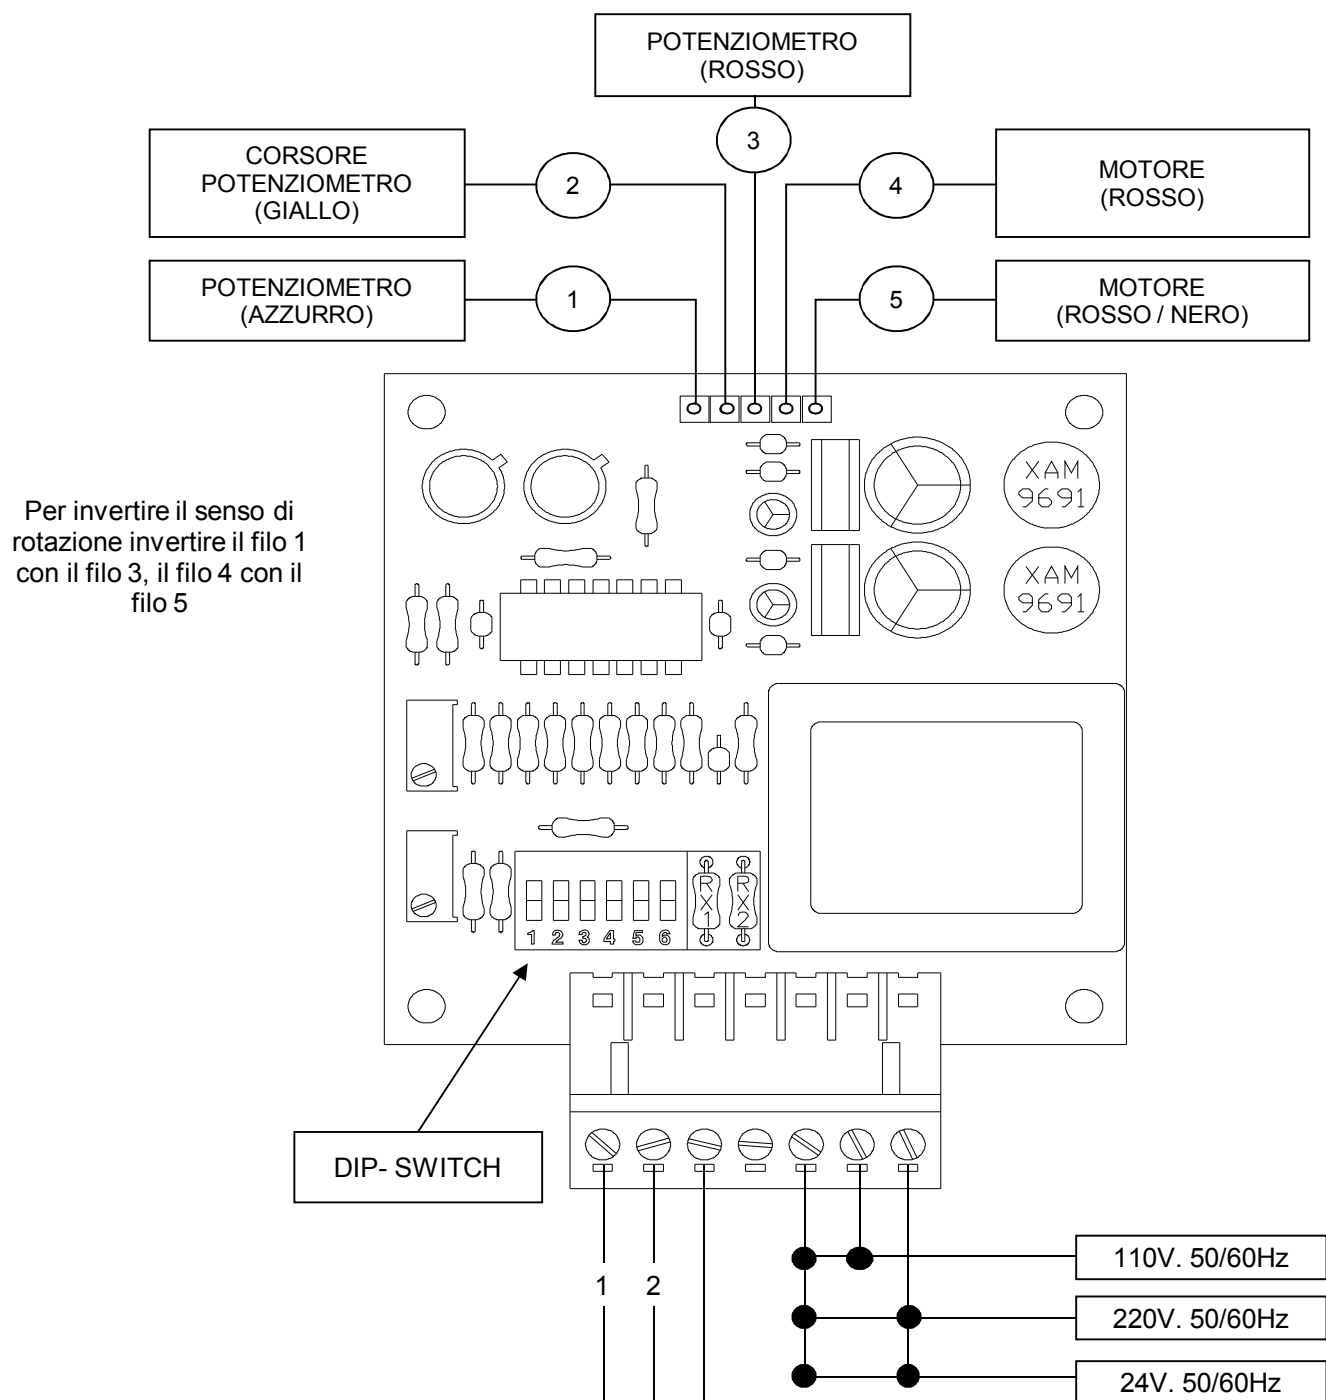 POTENZIOMETRO
(ROSSO)
3
CORSORE
POTENZIOMETRO
(GIALLO)
2
4
MOTORE
(ROSSO)
POTENZIOMETRO
(AZZURRO)
1
5
MOTORE
(ROSSO / NERO)
Per invertire il senso di
rotazione invertire il filo 1
con il filo 3, il filo 4 con il
filo 5
XAM
9691
XAM
9691
RX1
RX2
1 2 3 4 5 6
DIP- SWITCH
1 2
110V. 50/60Hz
220V. 50/60Hz
24V. 50/60Hz